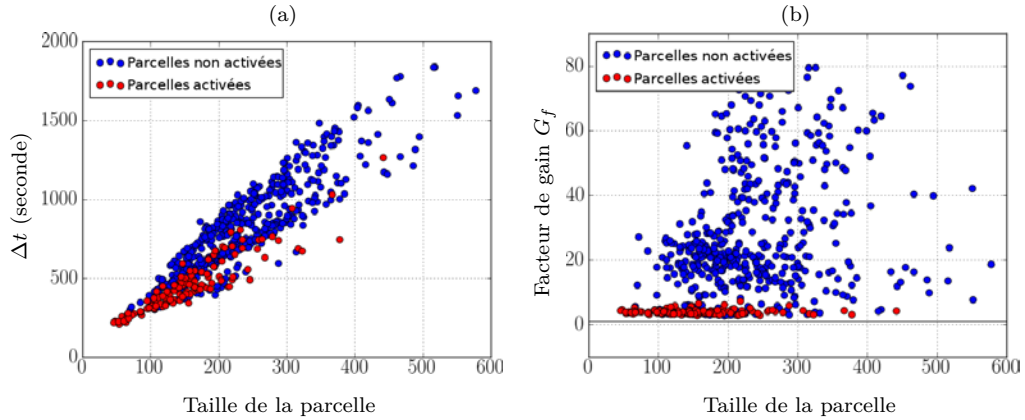 (a)
2000
1500
1000
500
0
0
100
200
300
400
500
600
Δt (seconde)
Taille de la parcelle
Parcelles non activées
Parcelles activées
(b)
80
60
40
20
0
0
100
200
300
400
500
600
Facteur de gain Gf
Taille de la parcelle
Parcelles non activées
Parcelles activées